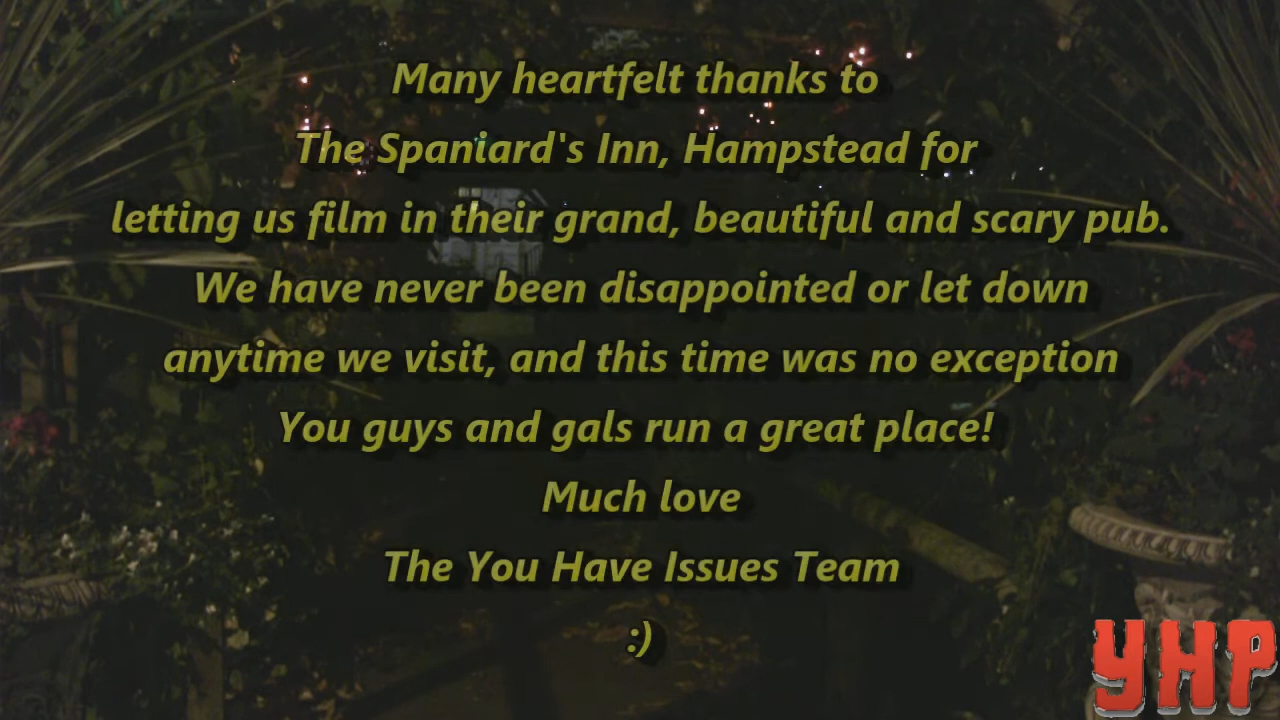 Many heartfelt thanks to
The Spaniard's Inn, Hampstead for
letting us film in their grand, beautiful and scary pub.
We have never been disappointed or let down
anytime we visit, and this time was no exception
You guys and gals run a great place!
Much love
The You Have Issues Team
:)
YHP